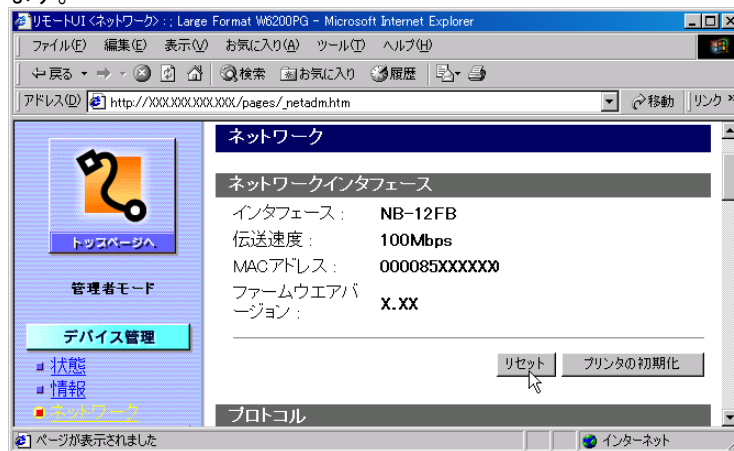 リモートUI <ネットワーク> : ; Large Format W6200PG - Microsoft Internet Explorer
ファイル(F) 編集(E) 表示(V) お気に入り(A) ツール(T) ヘルプ(H)
戻る 検索 お気に入り 履歴
アドレス(D) http://XXX.XXX.XXX.XXX/pages/_netadm.htm 移動 リンク »
ネットワーク
ネットワークインタフェース
インタフェース : NB-12FB
伝送速度 : 100Mbps
MACアドレス : 000085XXXXXX
ファームウエアバ
ージョン : X.XX
リセット プリンタの初期化
プロトコル
トップページへ
管理者モード
デバイス管理
状態
情報
ネットワーク
ページが表示されました インターネット